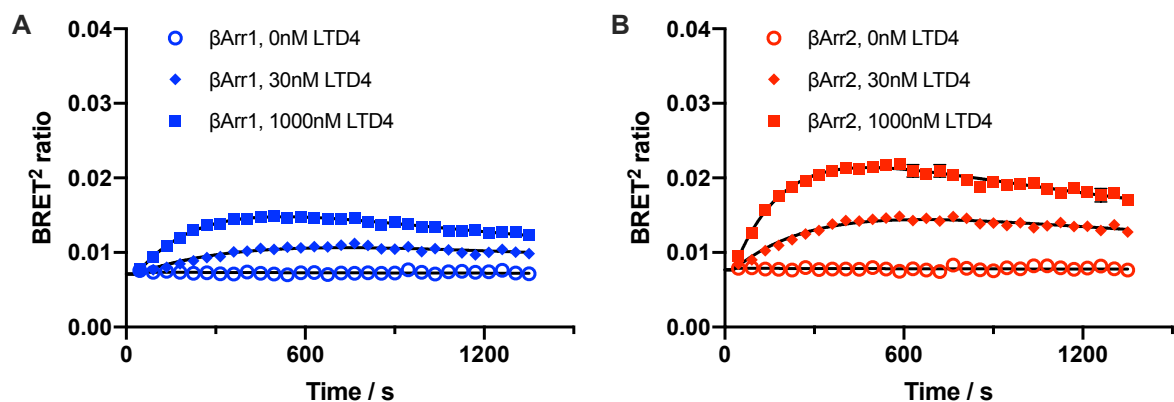 A
0.04
0.03
0.02
0.01
0.00
BRET² ratio
βArr1, 0nM LTD4
βArr1, 30nM LTD4
βArr1, 1000nM LTD4
0
600
1200
Time / s
B
0.04
0.03
0.02
0.01
0.00
BRET² ratio
βArr2, 0nM LTD4
βArr2, 30nM LTD4
βArr2, 1000nM LTD4
0
600
1200
Time / s